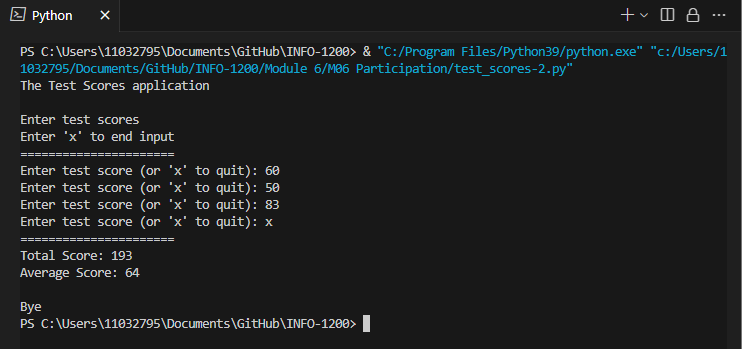 Python
PS C:\Users\11032795\Documents\GitHub\INFO-1200> & "C:/Program Files/Python39/python.exe" "c:/Users/1
1032795/Documents/GitHub/INFO-1200/Module 6/M06 Participation/test_scores-2.py"
The Test Scores application
Enter test scores
Enter 'x' to end input
======================
Enter test score (or 'x' to quit): 60
Enter test score (or 'x' to quit): 50
Enter test score (or 'x' to quit): 83
Enter test score (or 'x' to quit): x
======================
Total Score: 193
Average Score: 64
Bye
PS C:\Users\11032795\Documents\GitHub\INFO-1200>